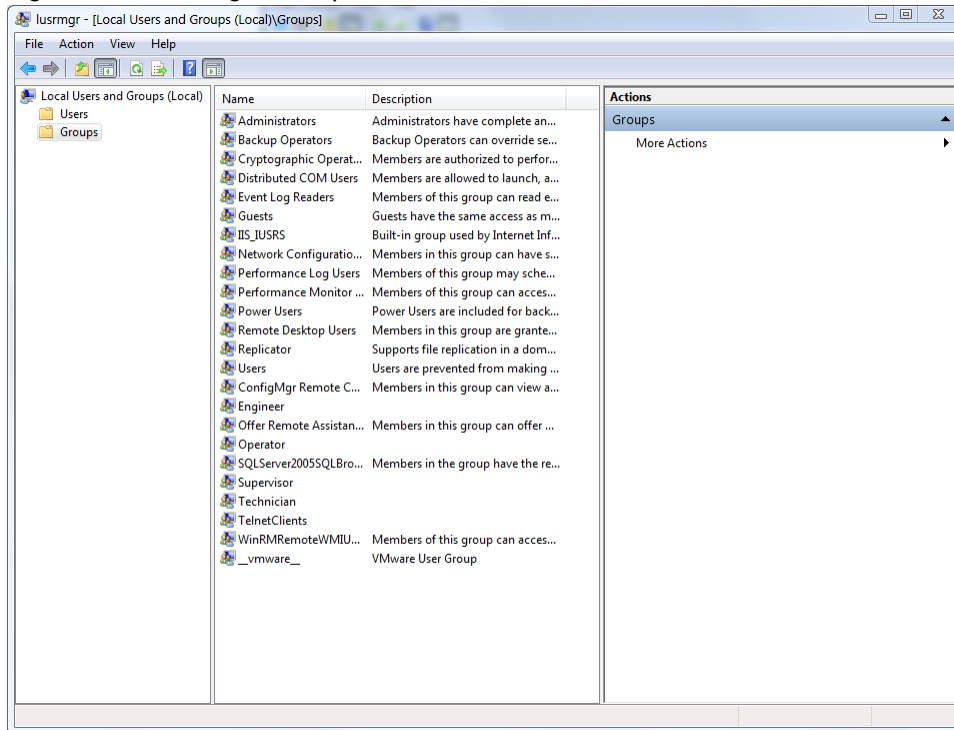 lusrmgr - [Local Users and Groups (Local)\Groups]
File Action View Help
Local Users and Groups (Local)
Users
Groups
Name Description
Administrators Administrators have complete an...
Backup Operators Backup Operators can override se...
Cryptographic Operat... Members are authorized to perfor...
Distributed COM Users Members are allowed to launch, a...
Event Log Readers Members of this group can read e...
Guests Guests have the same access as m...
IIS_IUSRS Built-in group used by Internet Inf...
Network Configuratio... Members in this group can have s...
Performance Log Users Members of this group may sche...
Performance Monitor ... Members of this group can acces...
Power Users Power Users are included for back...
Remote Desktop Users Members in this group are grante...
Replicator Supports file replication in a dom...
Users Users are prevented from making ...
ConfigMgr Remote C... Members in this group can view a...
Engineer
Offer Remote Assistan... Members in this group can offer ...
Operator
SQLServer2005SQLBro... Members in the group have the re...
Supervisor
Technician
TelnetClients
WinRMRemoteWMIU... Members of this group can acces...
__vmware__ VMware User Group
Actions
Groups
More Actions